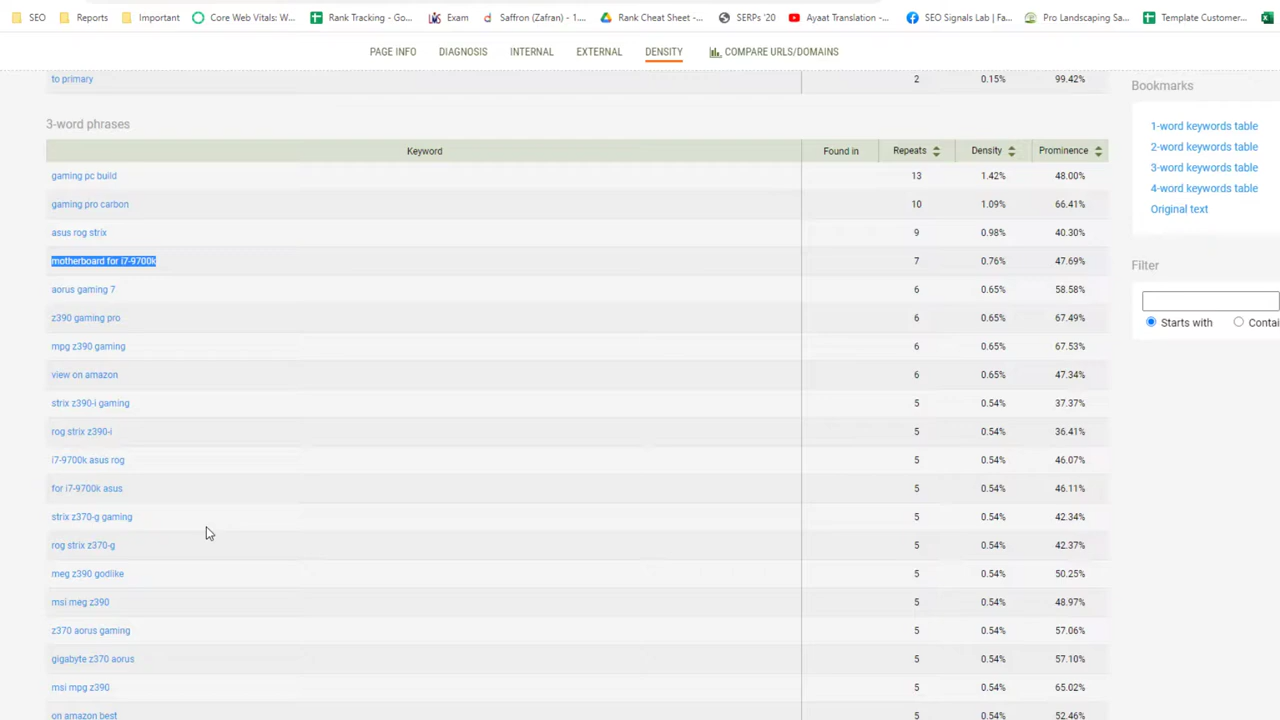 SEO Reports Important Core Web Vitals: W... Rank Tracking - Go... Exam Saffron (Zafran) - 1.... Rank Cheat Sheet -... SERPs '20 Ayaat Translation -... SEO Signals Lab | Fa... Pro Landscaping Sa... Template Customer...
PAGE INFO DIAGNOSIS INTERNAL EXTERNAL DENSITY COMPARE URLS/DOMAINS
to primary 2 0.15% 99.42%
3-word phrases
Keyword Found in Repeats Density Prominence
gaming pc build 13 1.42% 48.00%
gaming pro carbon 10 1.09% 66.41%
asus rog strix 9 0.98% 40.30%
motherboard for i7-9700k 7 0.76% 47.69%
aorus gaming 7 6 0.65% 58.58%
z390 gaming pro 6 0.65% 67.49%
mpg z390 gaming 6 0.65% 67.53%
view on amazon 6 0.65% 47.34%
strix z390-i gaming 5 0.54% 37.37%
rog strix z390-i 5 0.54% 36.41%
i7-9700k asus rog 5 0.54% 46.07%
for i7-9700k asus 5 0.54% 46.11%
strix z370-g gaming 5 0.54% 42.34%
rog strix z370-g 5 0.54% 42.37%
meg z390 godlike 5 0.54% 50.25%
msi meg z390 5 0.54% 48.97%
z370 aorus gaming 5 0.54% 57.06%
gigabyte z370 aorus 5 0.54% 57.10%
msi mpg z390 5 0.54% 65.02%
on amazon best 5 0.54% 52.46%
Bookmarks
1-word keywords table
2-word keywords table
3-word keywords table
4-word keywords table
Original text
Filter
Starts with Contai